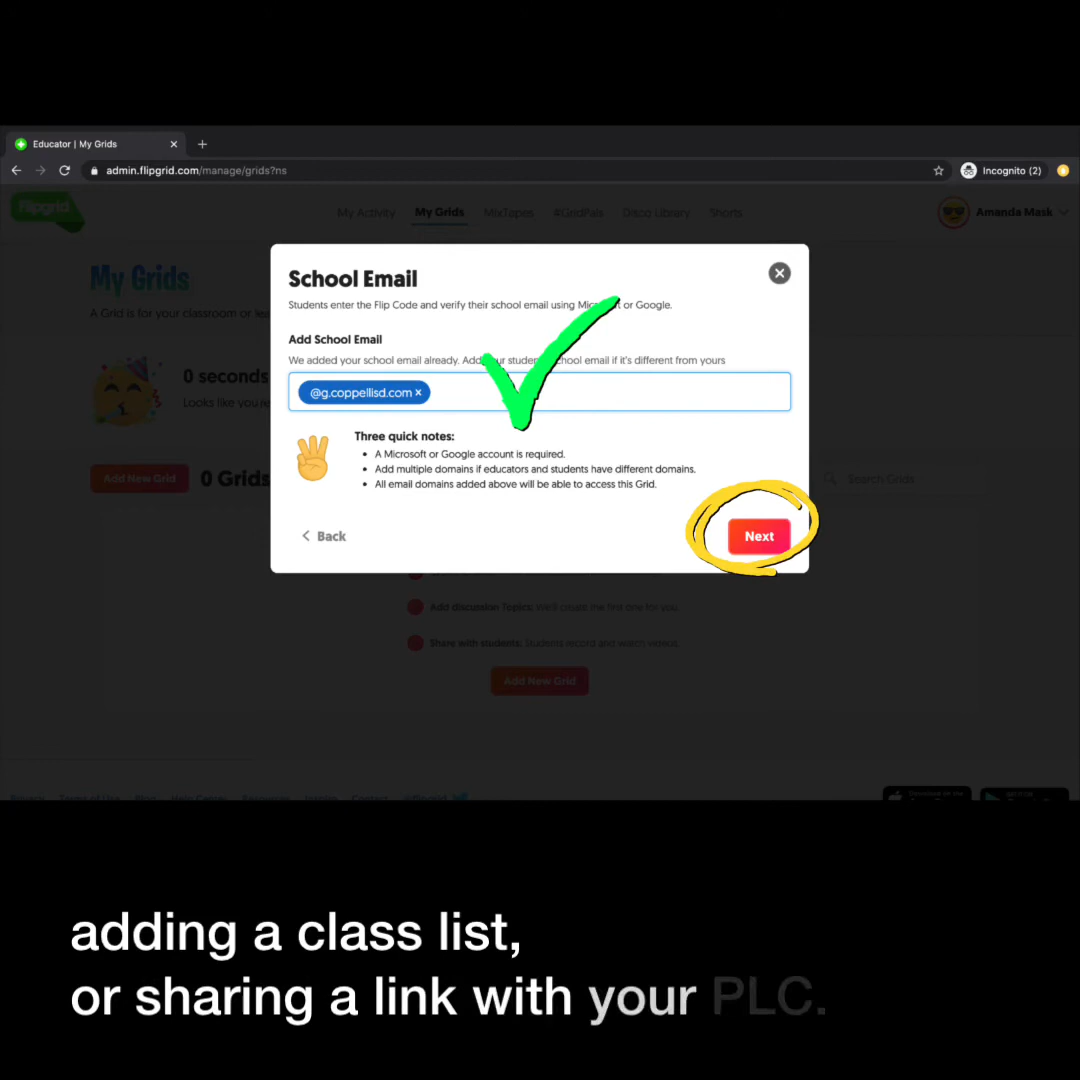 Educator | My Grids
admin.flipgrid.com/manage/grids?ns
Incognito (2)
flipgrid
My Activity
My Grids
MixTapes
#GridPals
Disco Library
Shorts
Amanda Mask
My Grids
A Grid is for your classroom or
0 seconds
Looks like you
Add New Grid
0 Grids
Search Grids
School Email
Students enter the Flip Code and verify their school email using Microsoft or Google.
Add School Email
We added your school email already. Add your student school email if it's different from yours
@g.coppellisd.com ×
Three quick notes:
• A Microsoft or Google account is required.
• Add multiple domains if educators and students have different domains.
• All email domains added above will be able to access this Grid.
Back
Next
Add discussion Topics: We'll create the first one for you.
Share with students: Students record and watch videos.
Add New Grid
adding a class list,
or sharing a link with your PLC.